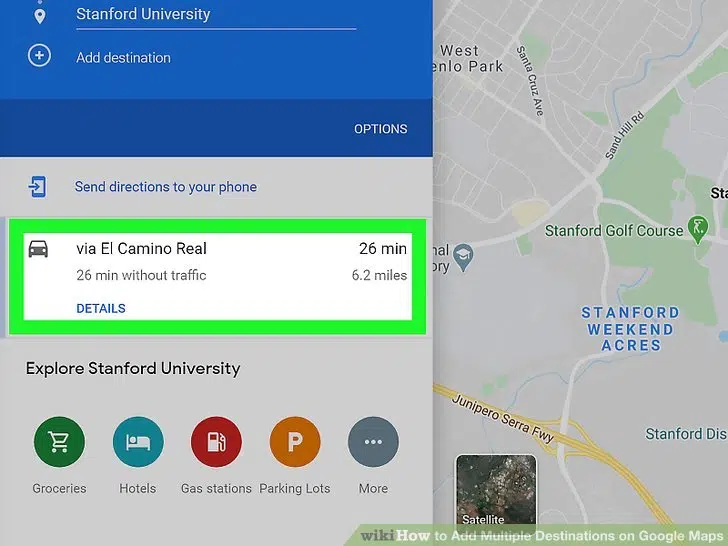 Stanford University
Add destination
OPTIONS
Send directions to your phone
via El Camino Real
26 min
26 min without traffic
6.2 miles
DETAILS
Explore Stanford University
Groceries
Hotels
Gas stations
Parking Lots
More
West
enlo Park
Santa Cruz Ave
Sand Hill Rd
Sta
Stanford Golf Course
nal
ory
STANFORD
WEEKEND
ACRES
Junipero Serra Fwy
Stanford Dis
Satellite
wikiHow to Add Multiple Destinations on Google Maps